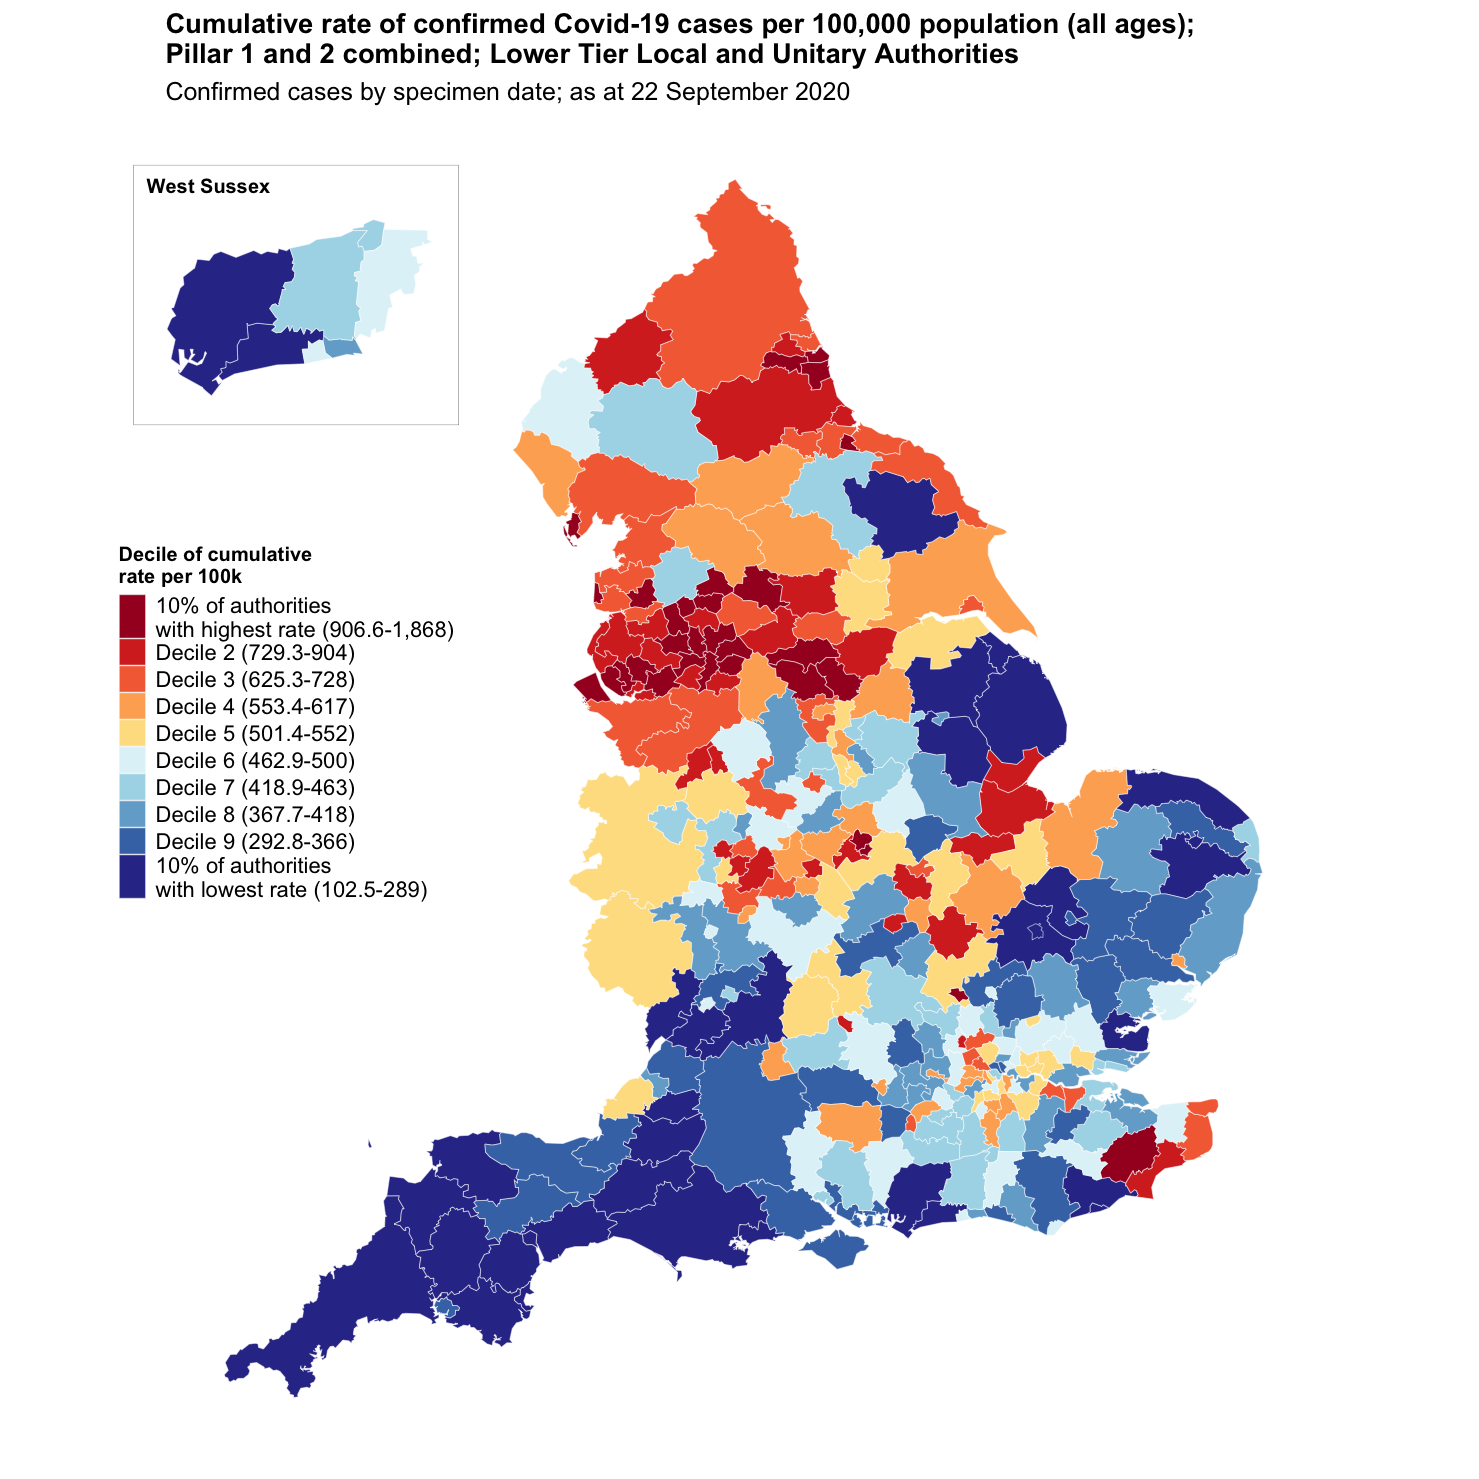 Cumulative rate of confirmed Covid-19 cases per 100,000 population (all ages);
Pillar 1 and 2 combined; Lower Tier Local and Unitary Authorities
Confirmed cases by specimen date; as at 22 September 2020
West Sussex
Decile of cumulative
rate per 100k
10% of authorities
with highest rate (906.6-1,868)
Decile 2 (729.3-904)
Decile 3 (625.3-728)
Decile 4 (553.4-617)
Decile 5 (501.4-552)
Decile 6 (462.9-500)
Decile 7 (418.9-463)
Decile 8 (367.7-418)
Decile 9 (292.8-366)
10% of authorities
with lowest rate (102.5-289)